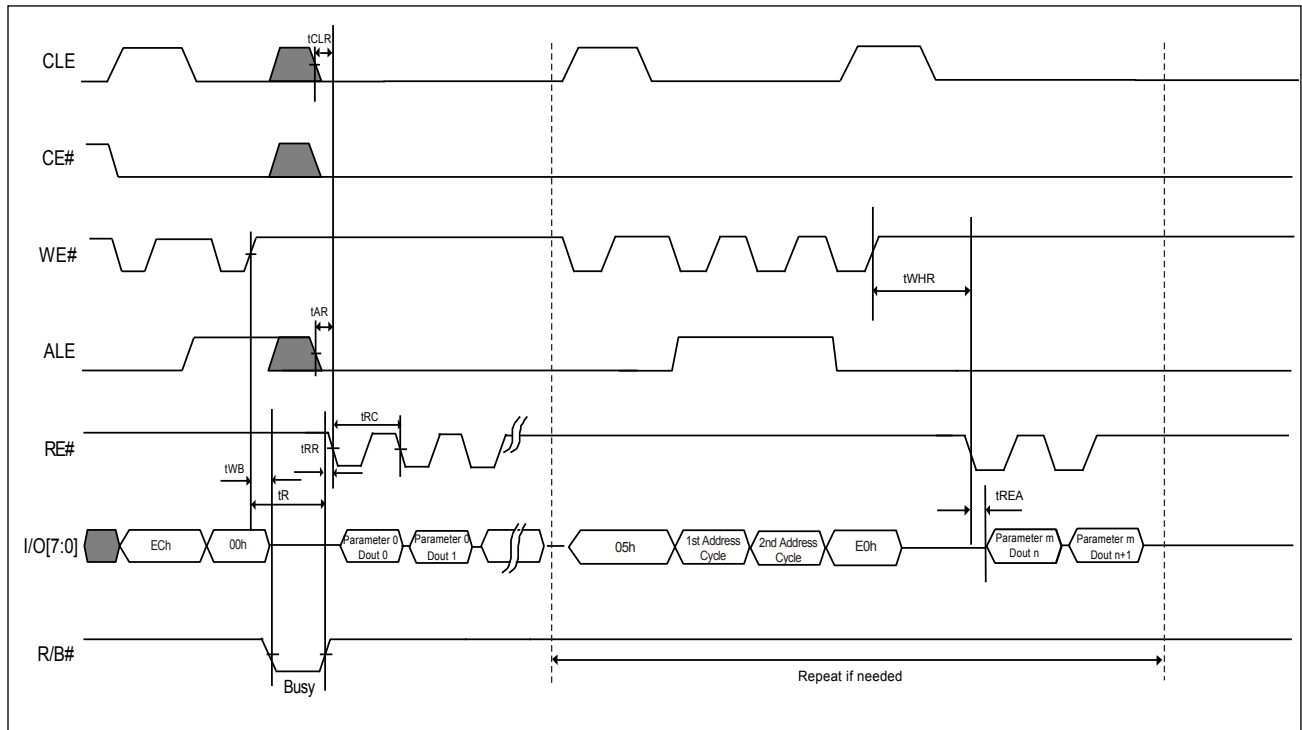 CLE
tCLR
CE#
WE#
tWHR
ALE
tAR
RE#
tRC
tRR
tWB
tR
tREA
I/O[7:0]
ECh
00h
Parameter 0
Dout 0
Parameter 0
Dout 1
05h
1st Address
Cycle
2nd Address
Cycle
E0h
Parameter m
Dout n
Parameter m
Dout n+1
R/B#
Busy
Repeat if needed